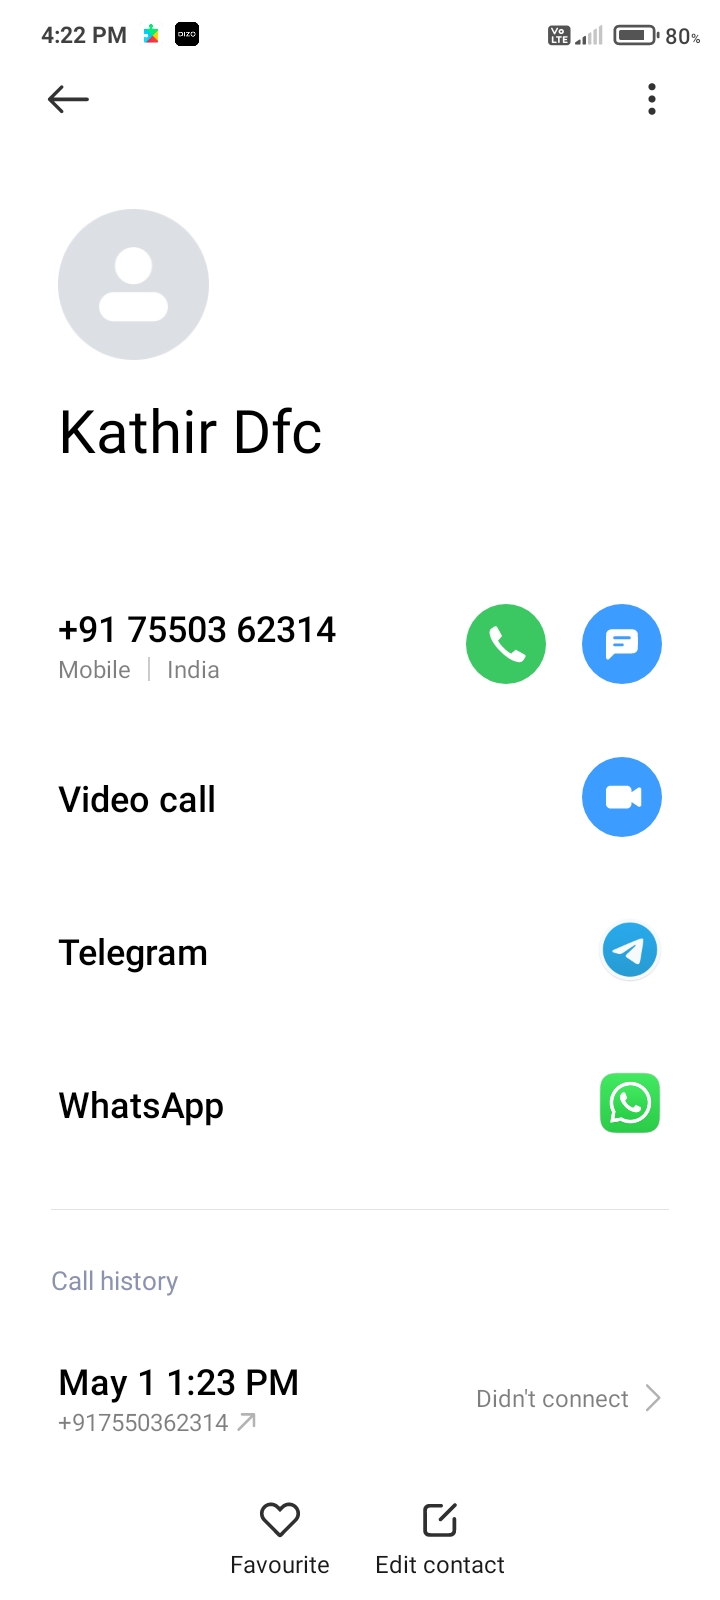 4:22 PM DIZO Vo LTE 80%
Kathir Dfc
+91 75503 62314
Mobile India
Video call
Telegram
WhatsApp
Call history
May 1 1:23 PM
Didn't connect
+917550362314
Favourite Edit contact